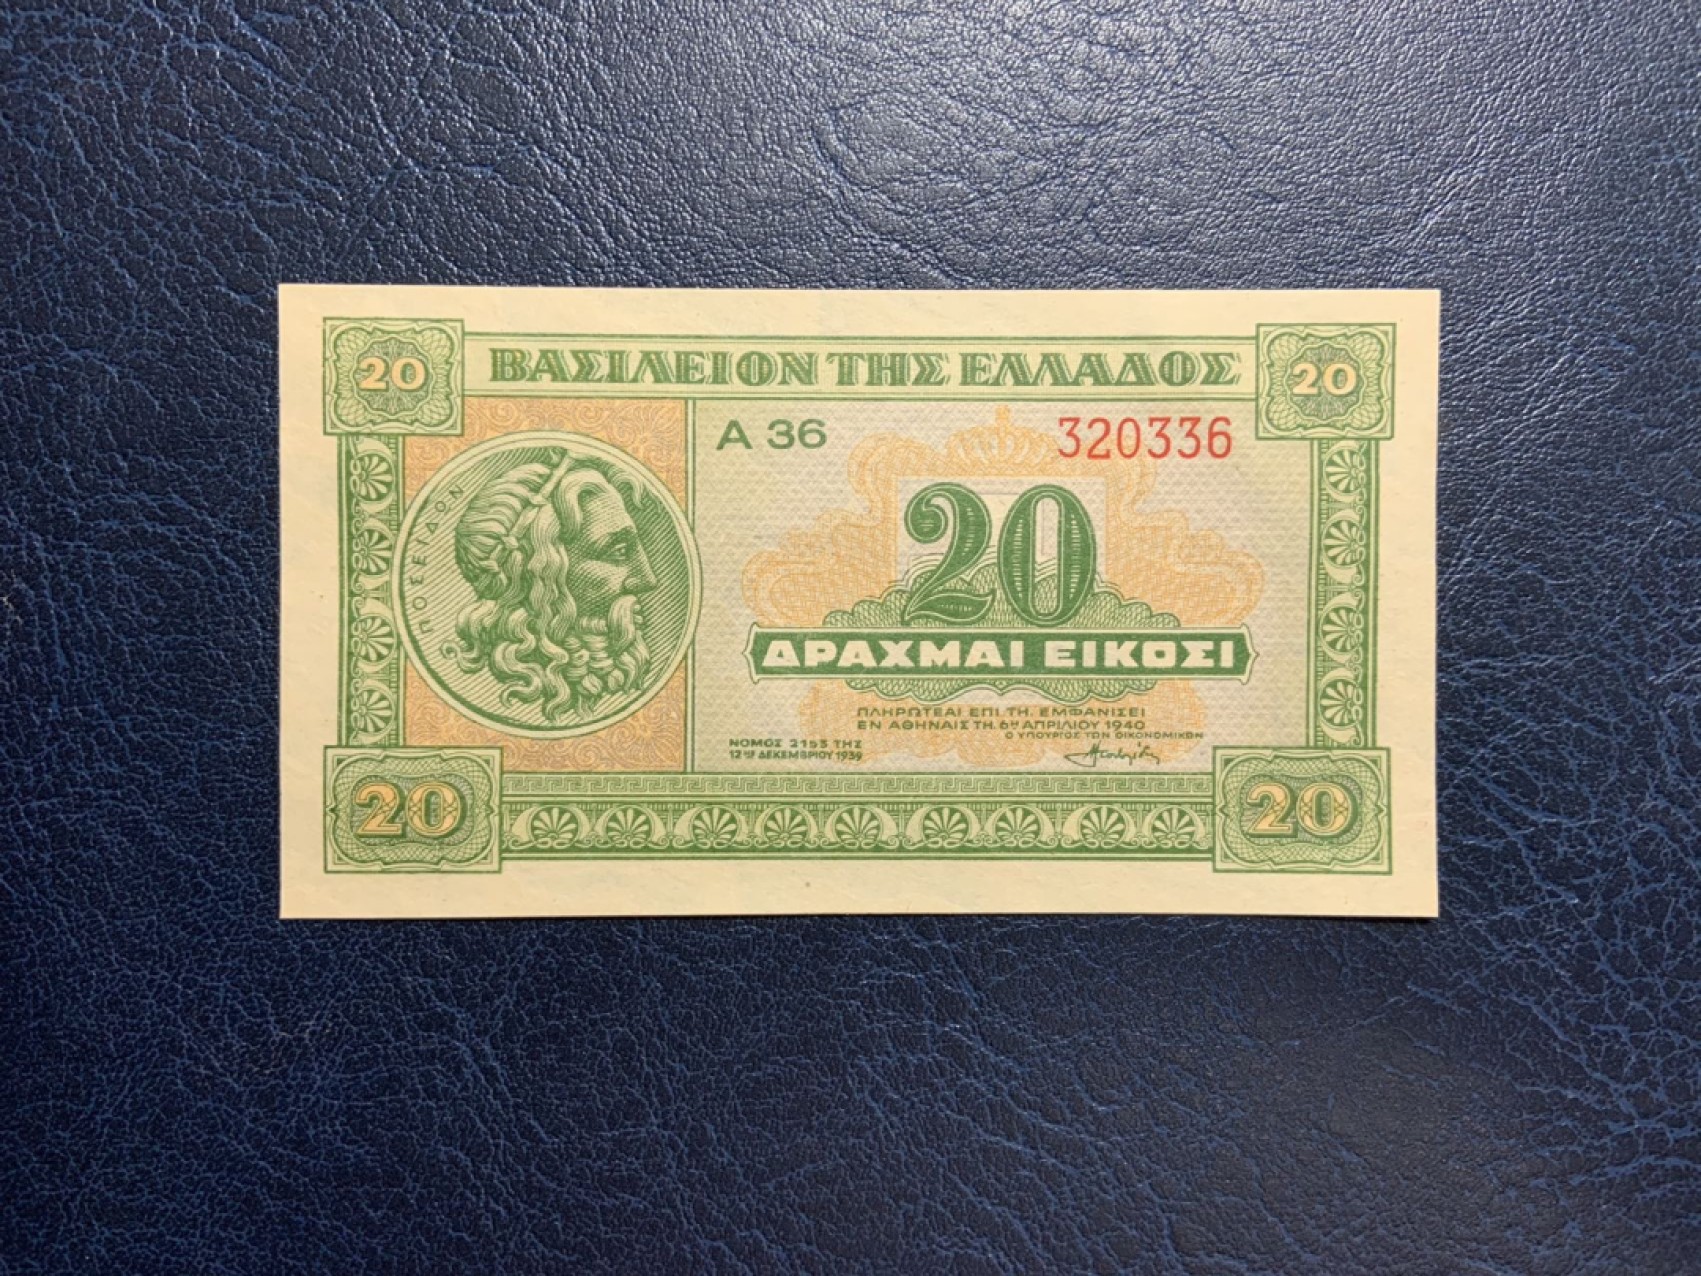 20 ΒΑΣΙΛΕΙΟΝ ΤΗΣ ΕΛΛΑΔΟΣ 20
Α 36 320336
ΠΟΣΕΙΔΩΝ
20
ΔΡΑΧΜΑΙ ΕΙΚΟΣΙ
ΠΛΗΡΩΤΕΑΙ ΕΠΙ ΤΗ. ΕΜΦΑΝΙΣΕΙ
ΕΝ ΑΘΗΝΑΙΣ ΤΗ. 6ῃ ΑΠΡΙΛΙΟΥ 1940
Ο ΥΠΟΥΡΓΟΣ ΤΩΝ ΟΙΚΟΝΟΜΙΚΩΝ
ΝΟΜΟΣ 2153 ΤΗΣ
12ΗΣ ΔΕΚΕΜΒΡΙΟΥ 1939
20 20